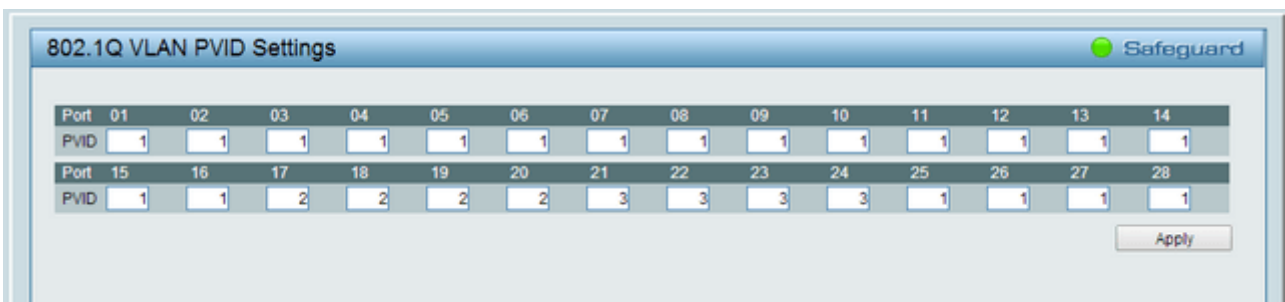 802.1Q VLAN PVID Settings Safeguard
Port 01 02 03 04 05 06 07 08 09 10 11 12 13 14
PVID 1 1 1 1 1 1 1 1 1 1 1 1 1 1
Port 15 16 17 18 19 20 21 22 23 24 25 26 27 28
PVID 1 1 2 2 2 2 3 3 3 3 1 1 1 1
Apply